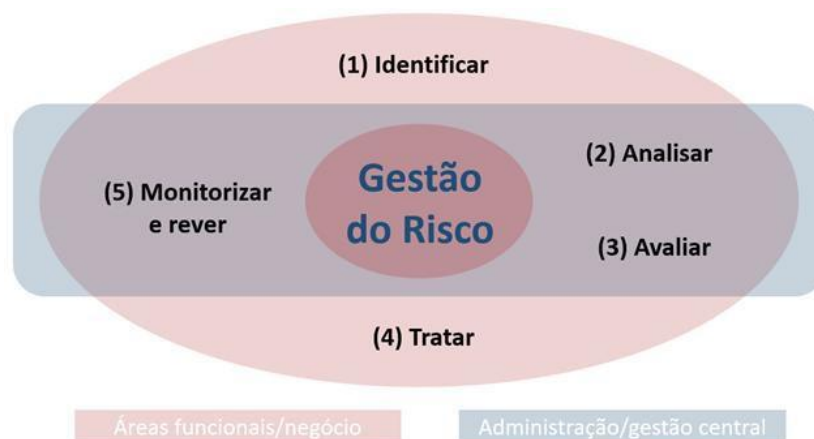 (1) Identificar
(2) Analisar
Gestão
do Risco
(5) Monitorizar
e rever
(3) Avaliar
(4) Tratar
Áreas funcionais/negócio
Administração/gestão central